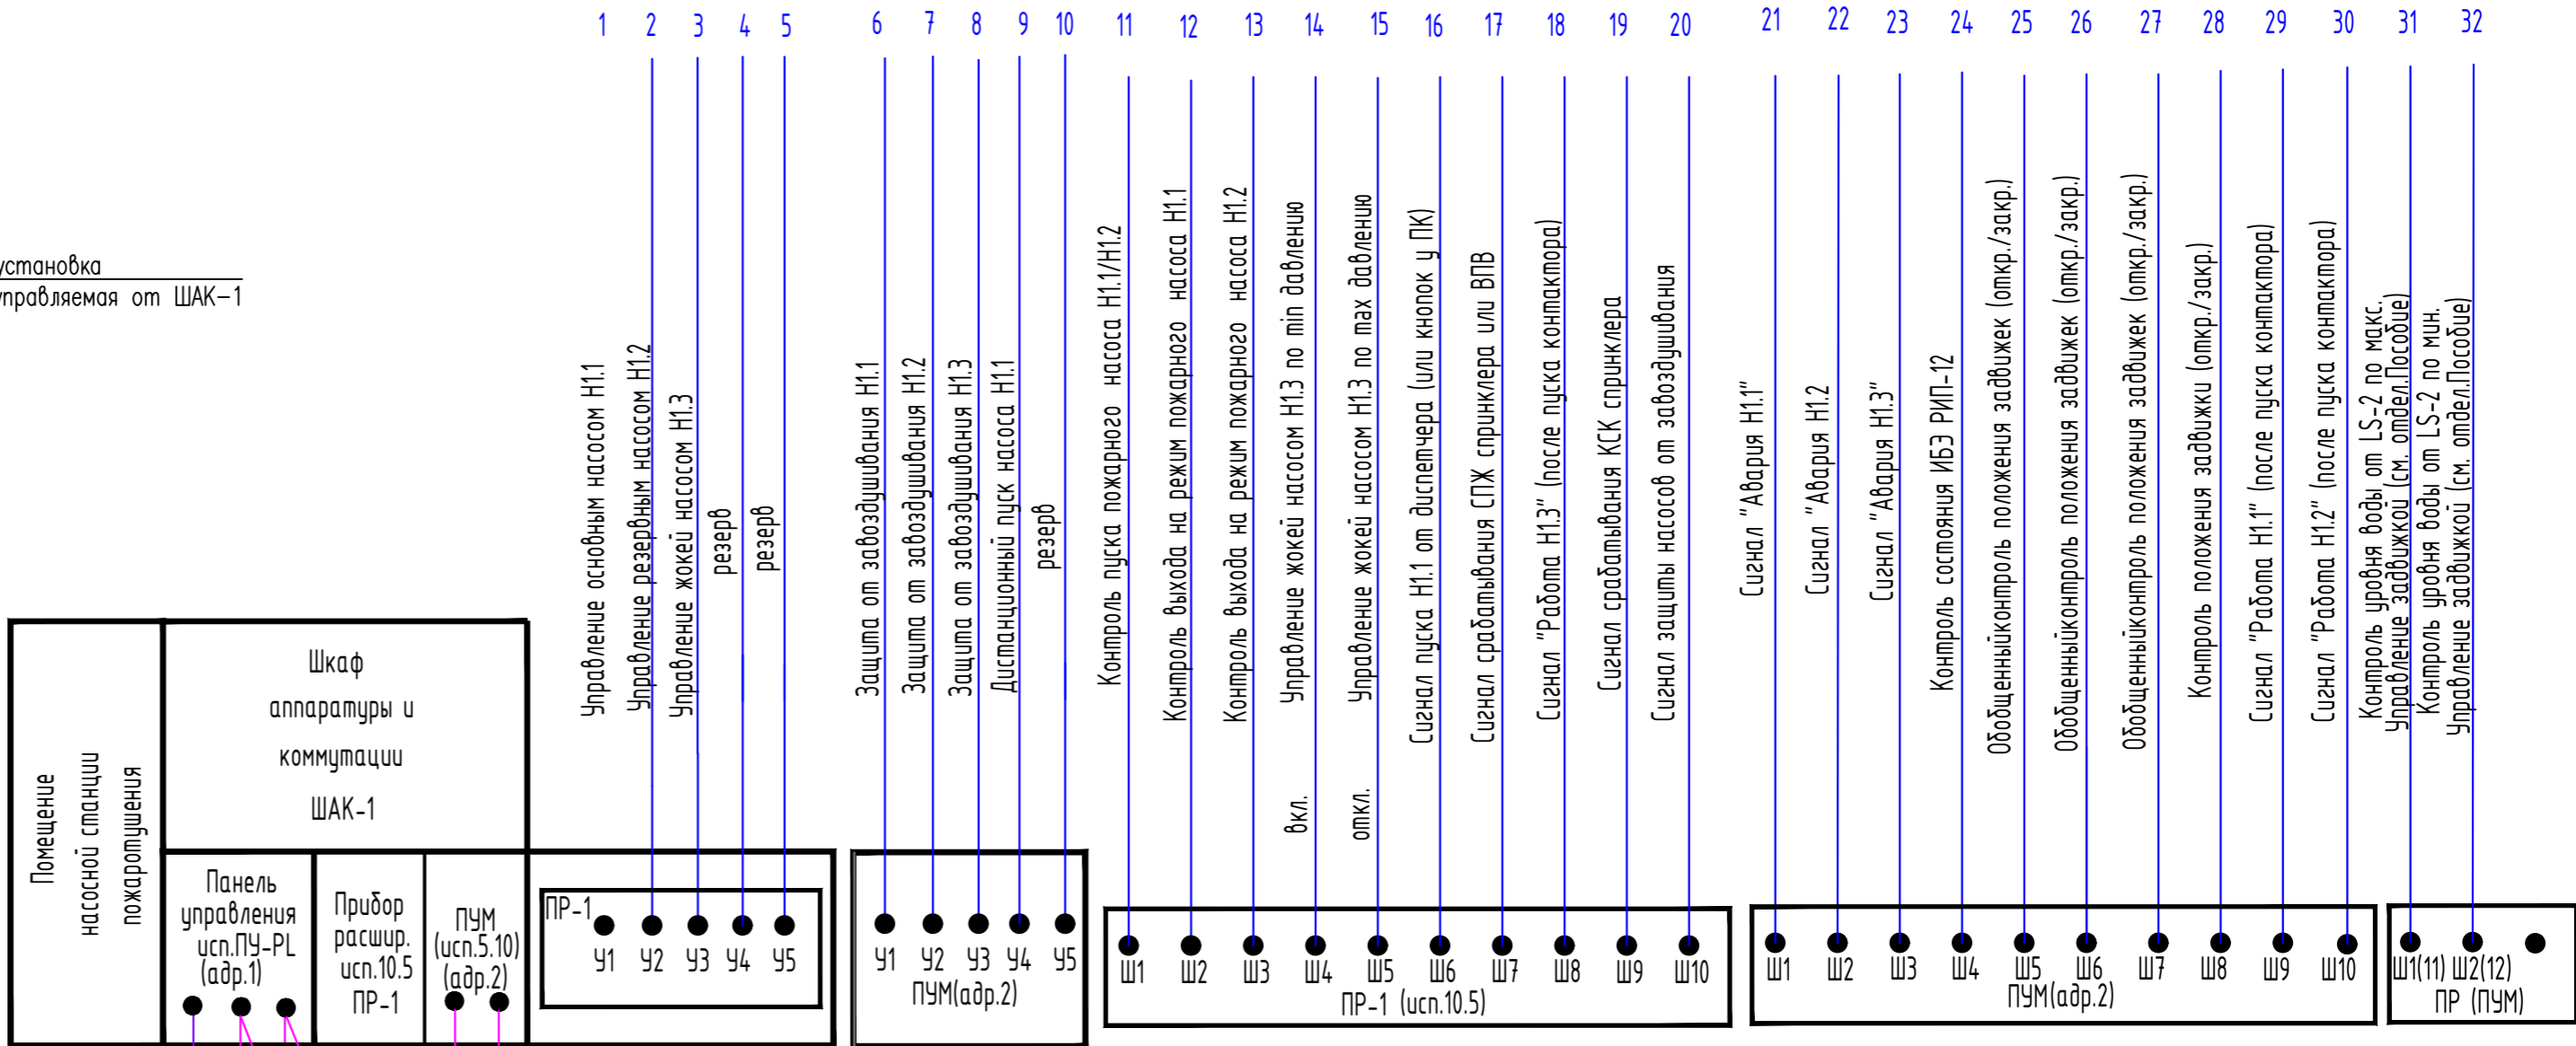 1 2 3 4 5 6 7 8 9 10 11 12 13 14 15 16 17 18 19 20 21 22 23 24 25 26 27 28 29 30 31 32
установка
управляемая от ШАК-1
Управление основным насосом Н1.1
Управление резервным насосом Н1.2
Управление жокей насосом Н1.3
резерв
резерв
Защита от завоздушивания Н1.1
Защита от завоздушивания Н1.2
Защита от завоздушивания Н1.3
Дистанционный пуск насоса Н1.1
резерв
Контроль пуска пожарного насоса Н1.1/Н1.2
Контроль выхода на режим пожарного насоса Н1.1
Контроль выхода на режим пожарного насоса Н1.2
Управление жокей насосом Н1.3 по min давлению
вкл.
Управление жокей насосом Н1.3 по max давлению
откл.
Сигнал пуска Н1.1 от диспетчера (или кнопок у ПК)
Сигнал срабатывания СПЖ спринклера или ВПВ
Сигнал "Работа Н1.3" (после пуска контактора)
Сигнал срабатывания КСК спринклера
Сигнал защиты насосов от завоздушивания
Сигнал "Авария Н1.1"
Сигнал "Авария Н1.2
Сигнал "Авария Н1.3"
Контроль состояния ИБЭ РИП-12
Обобщенныйконтроль положения задвижек (откр./закр.)
Обобщенныйконтроль положения задвижек (откр./закр.)
Обобщенныйконтроль положения задвижек (откр./закр.)
Контроль положения задвижки (откр./закр.)
Сигнал "Работа Н1.1" (после пуска контактора)
Сигнал "Работа Н1.2" (после пуска контактора)
Контроль уровня воды от LS-2 по макс.
Управление задвижкой (см. отдел.Пособие)
Контроль уровня воды от LS-2 по мин.
Управление задвижкой (см. отдел.Пособие)
Помещение
насосной станции
пожаротушения
Шкаф
аппаратуры и
коммутации
ШАК-1
Панель
управления
исп.ПУ-PL
(адр.1)
Прибор
расшир.
исп.10.5
ПР-1
ПУМ
(исп.5.10)
(адр.2)
ПР-1
У1 У2 У3 У4 У5
У1 У2 У3 У4 У5
ПУМ(адр.2)
Ш1 Ш2 Ш3 Ш4 Ш5 Ш6 Ш7 Ш8 Ш9 Ш10
ПР-1 (исп.10.5)
Ш1 Ш2 Ш3 Ш4 Ш5 Ш6 Ш7 Ш8 Ш9 Ш10
ПУМ(адр.2)
Ш1(11) Ш2(12)
ПР (ПУМ)